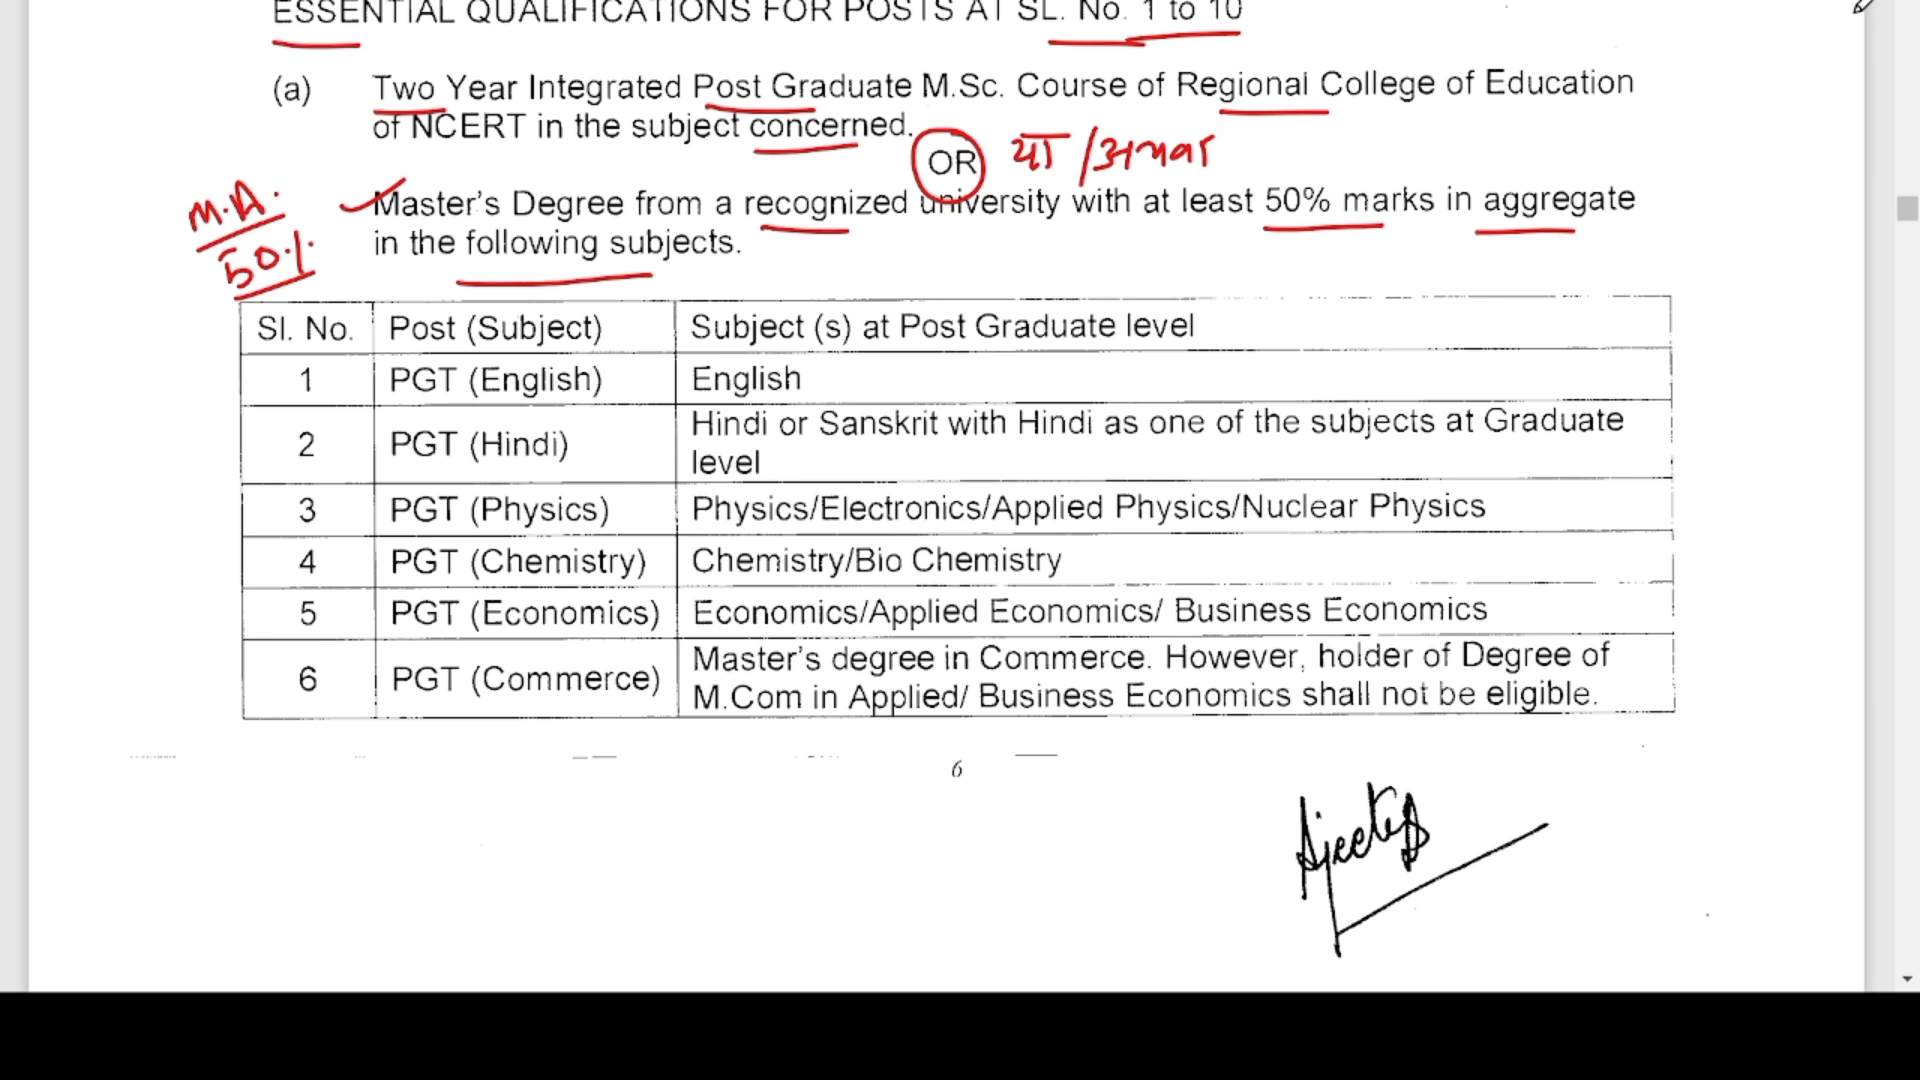 ESSENTIAL QUALIFICATIONS FOR POSTS AT SL. No. 1 to 10
(a) Two Year Integrated Post Graduate M.Sc. Course of Regional College of Education
of NCERT in the subject concerned.
OR या/अथवा
M.A. Master's Degree from a recognized university with at least 50% marks in aggregate
50% in the following subjects.
Sl. No. Post (Subject) Subject (s) at Post Graduate level
1 PGT (English) English
2 PGT (Hindi) Hindi or Sanskrit with Hindi as one of the subjects at Graduate
level
3 PGT (Physics) Physics/Electronics/Applied Physics/Nuclear Physics
4 PGT (Chemistry) Chemistry/Bio Chemistry
5 PGT (Economics) Economics/Applied Economics/ Business Economics
6 PGT (Commerce) Master's degree in Commerce. However, holder of Degree of
M.Com in Applied/ Business Economics shall not be eligible.
6